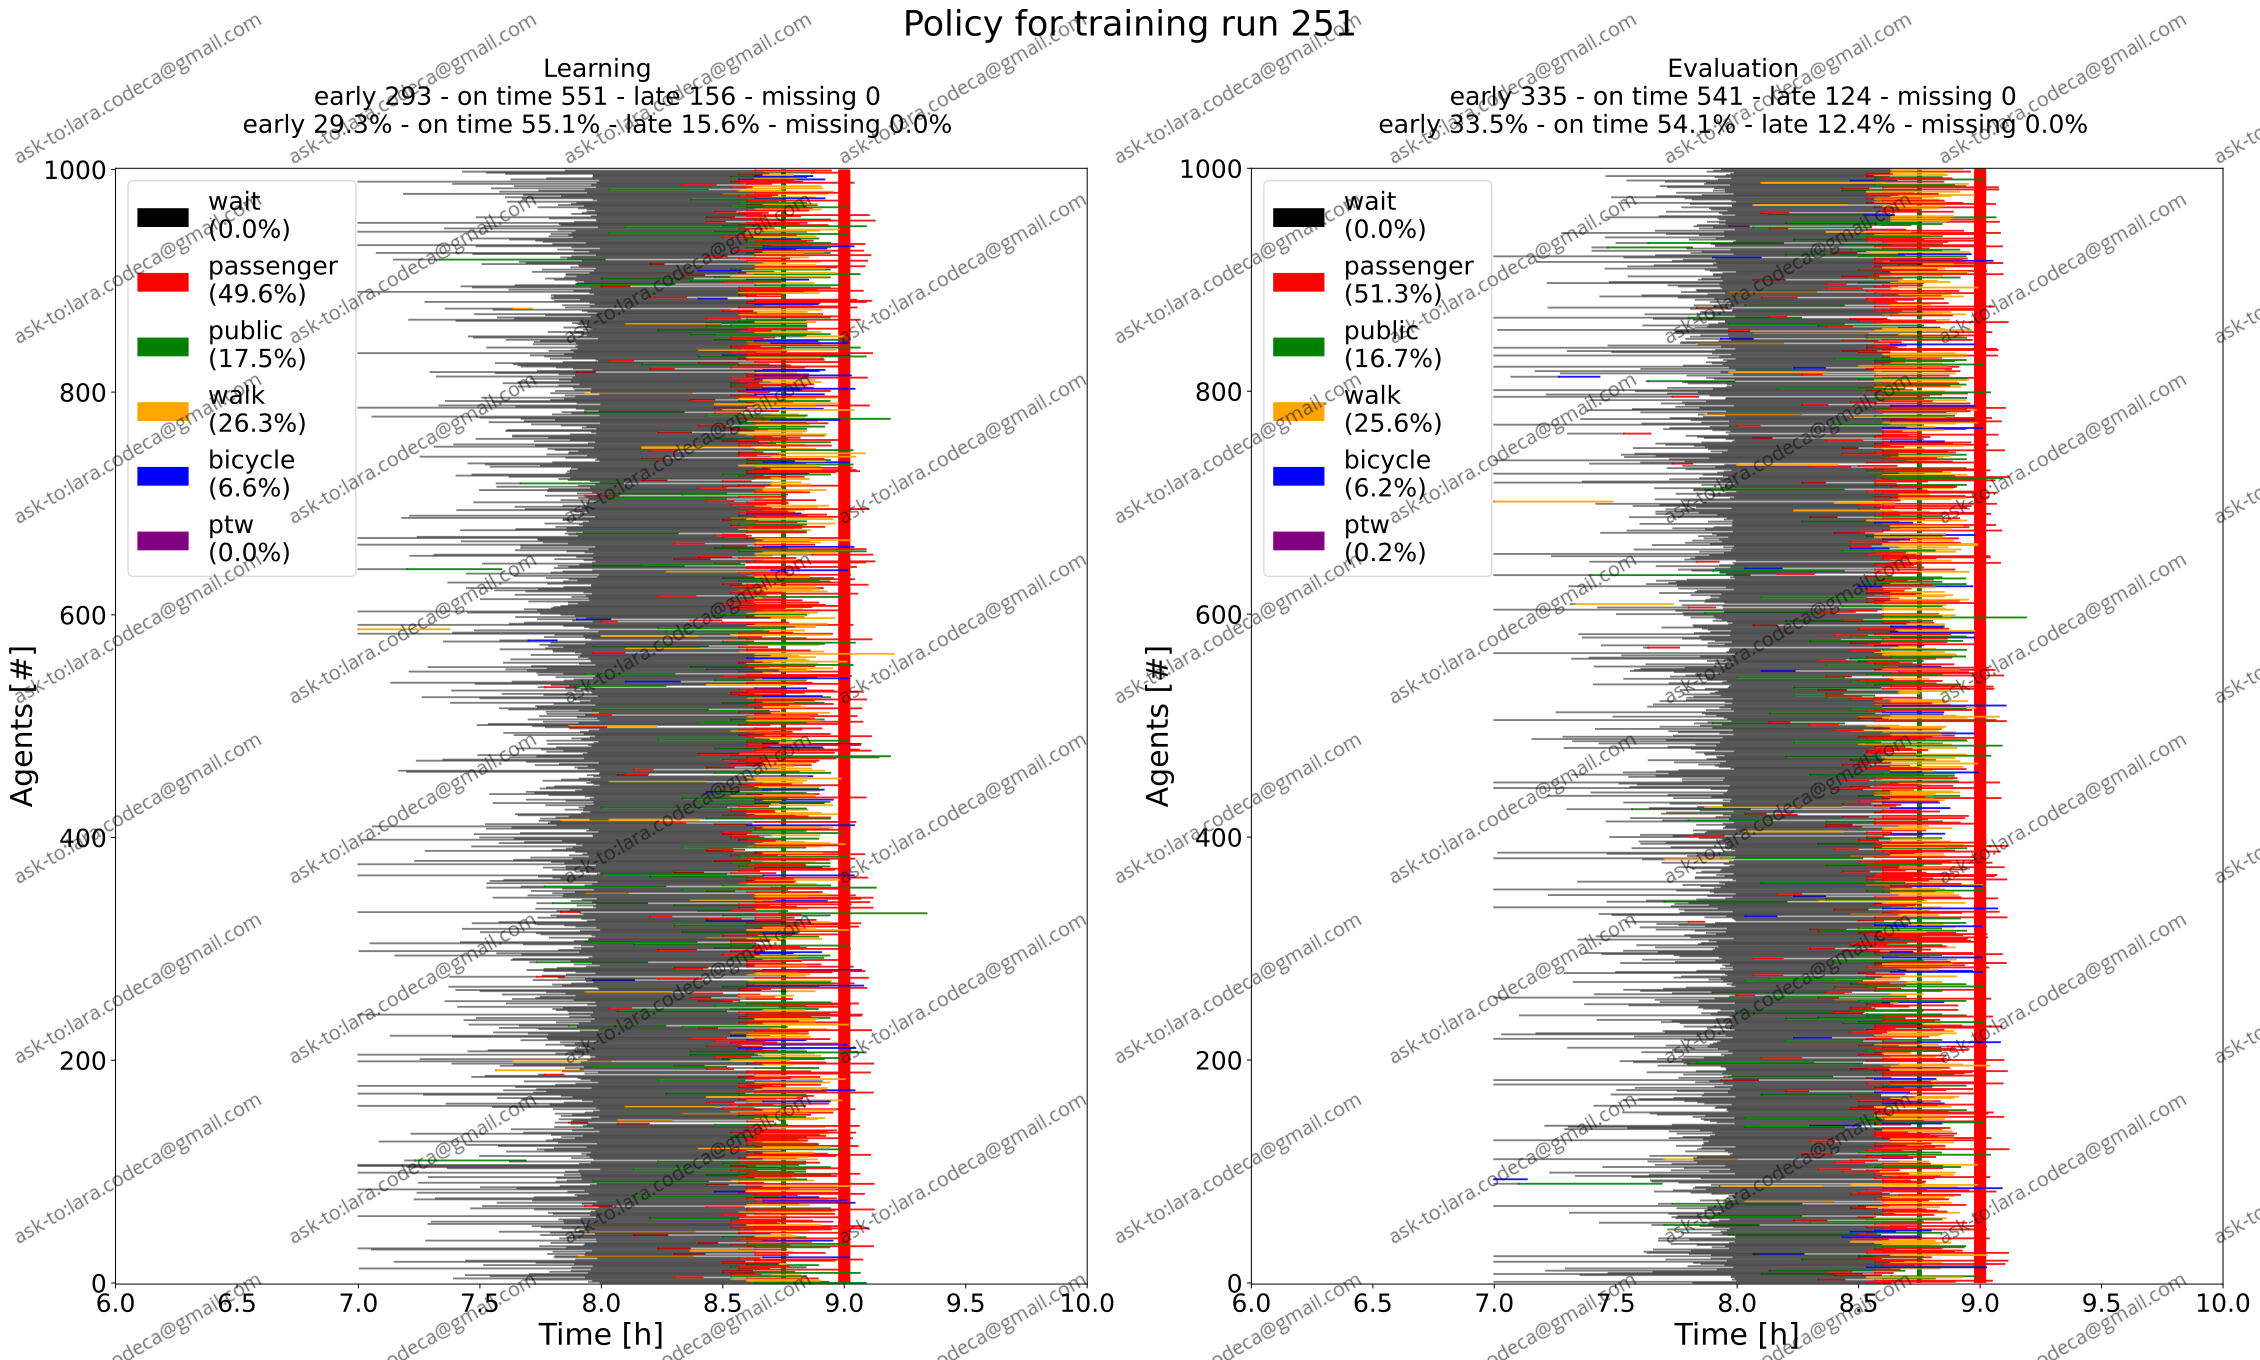 Policy for training run 251
Learning
early 293 - on time 551 - late 156 - missing 0
early 29.3% - on time 55.1% - late 15.6% - missing 0.0%
1000
800
600
400
200
0
Agents [#]
wait
(0.0%)
passenger
(49.6%)
public
(17.5%)
walk
(26.3%)
bicycle
(6.6%)
ptw
(0.0%)
6.0 6.5 7.0 7.5 8.0 8.5 9.0 9.5 10.0
Time [h]
Evaluation
early 335 - on time 541 - late 124 - missing 0
early 33.5% - on time 54.1% - late 12.4% - missing 0.0%
1000
800
600
400
200
0
Agents [#]
wait
(0.0%)
passenger
(51.3%)
public
(16.7%)
walk
(25.6%)
bicycle
(6.2%)
ptw
(0.2%)
6.0 6.5 7.0 7.5 8.0 8.5 9.0 9.5 10.0
Time [h]
ask-to:lara.codeca@gmail.com